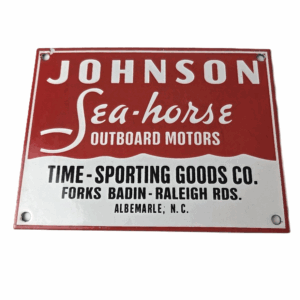 JOHNSON
Sea-horse
OUTBOARD MOTORS
TIME-SPORTING GOODS CO.
FORKS BADIN-RALEIGH RDS.
ALBEMARLE, N.C.